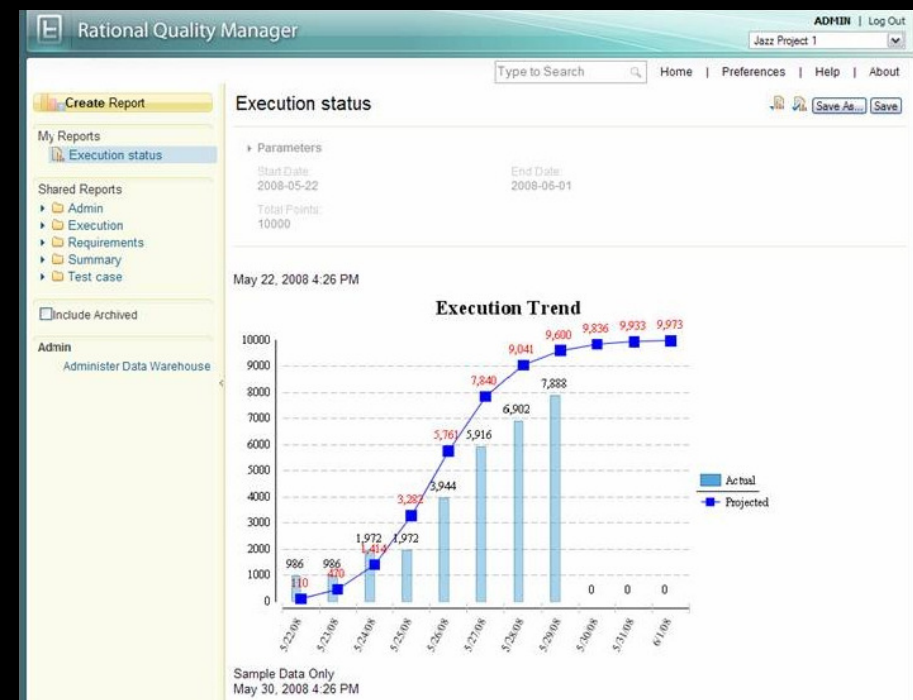 Rational Quality Manager
ADMIN | Log Out
Jazz Project 1
Type to Search
Home | Preferences | Help | About
Create Report
My Reports
Execution status
Shared Reports
Admin
Execution
Requirements
Summary
Test case
Include Archived
Admin
Administer Data Warehouse
Execution status
Save As... Save
Parameters
Start Date: End Date:
2008-05-22 2008-06-01
Total Points:
10000
May 22, 2008 4:26 PM
Execution Trend
10000
9000
8000
7000
6000
5000
4000
3000
2000
1000
0
986 986 1,972 1,972 3,944 5,916 6,902 7,888 0 0 0
110 470 1,414 3,282 5,761 7,840 9,041 9,600 9,836 9,933 9,973
5/22/08 5/23/08 5/24/08 5/25/08 5/26/08 5/27/08 5/28/08 5/29/08 5/30/08 5/31/08 6/1/08
Actual
Projected
Sample Data Only
May 30, 2008 4:26 PM